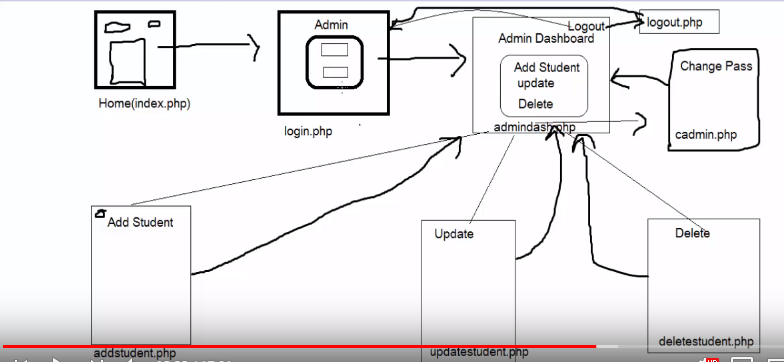 Admin
Logout
logout.php
Admin Dashboard
Add Student
update
Delete
Change Pass
Home(index.php)
login.php
admindash.php
cadmin.php
Add Student
Update
Delete
addstudent.php
updatestudent.php
deletestudent.php